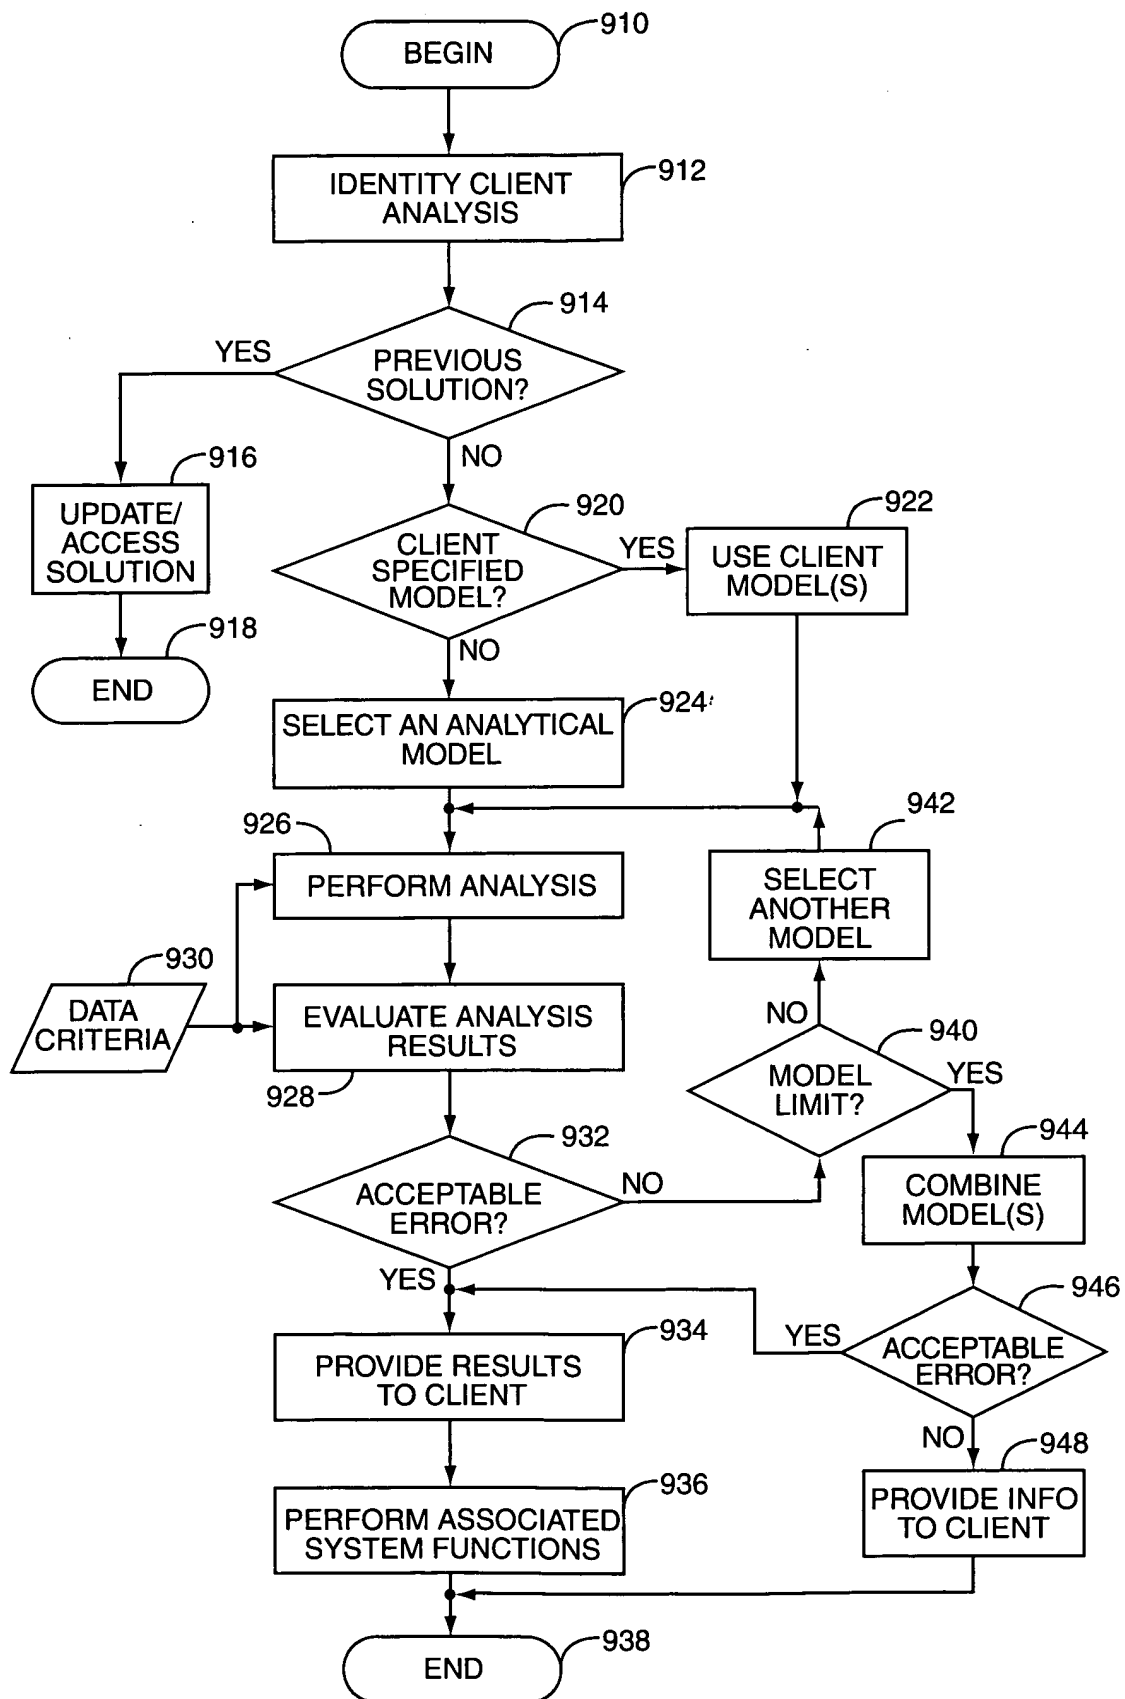 BEGIN
910
IDENTITY CLIENT
ANALYSIS
912
PREVIOUS
SOLUTION?
914
YES
NO
UPDATE/
ACCESS
SOLUTION
916
END
918
CLIENT
SPECIFIED
MODEL?
920
YES
NO
USE CLIENT
MODEL(S)
922
SELECT AN ANALYTICAL
MODEL
924
PERFORM ANALYSIS
926
SELECT
ANOTHER
MODEL
942
DATA
CRITERIA
930
EVALUATE ANALYSIS
RESULTS
928
NO
MODEL
LIMIT?
940
YES
ACCEPTABLE
ERROR?
932
NO
YES
COMBINE
MODEL(S)
944
ACCEPTABLE
ERROR?
946
YES
NO
PROVIDE RESULTS
TO CLIENT
934
PROVIDE INFO
TO CLIENT
948
PERFORM ASSOCIATED
SYSTEM FUNCTIONS
936
END
938